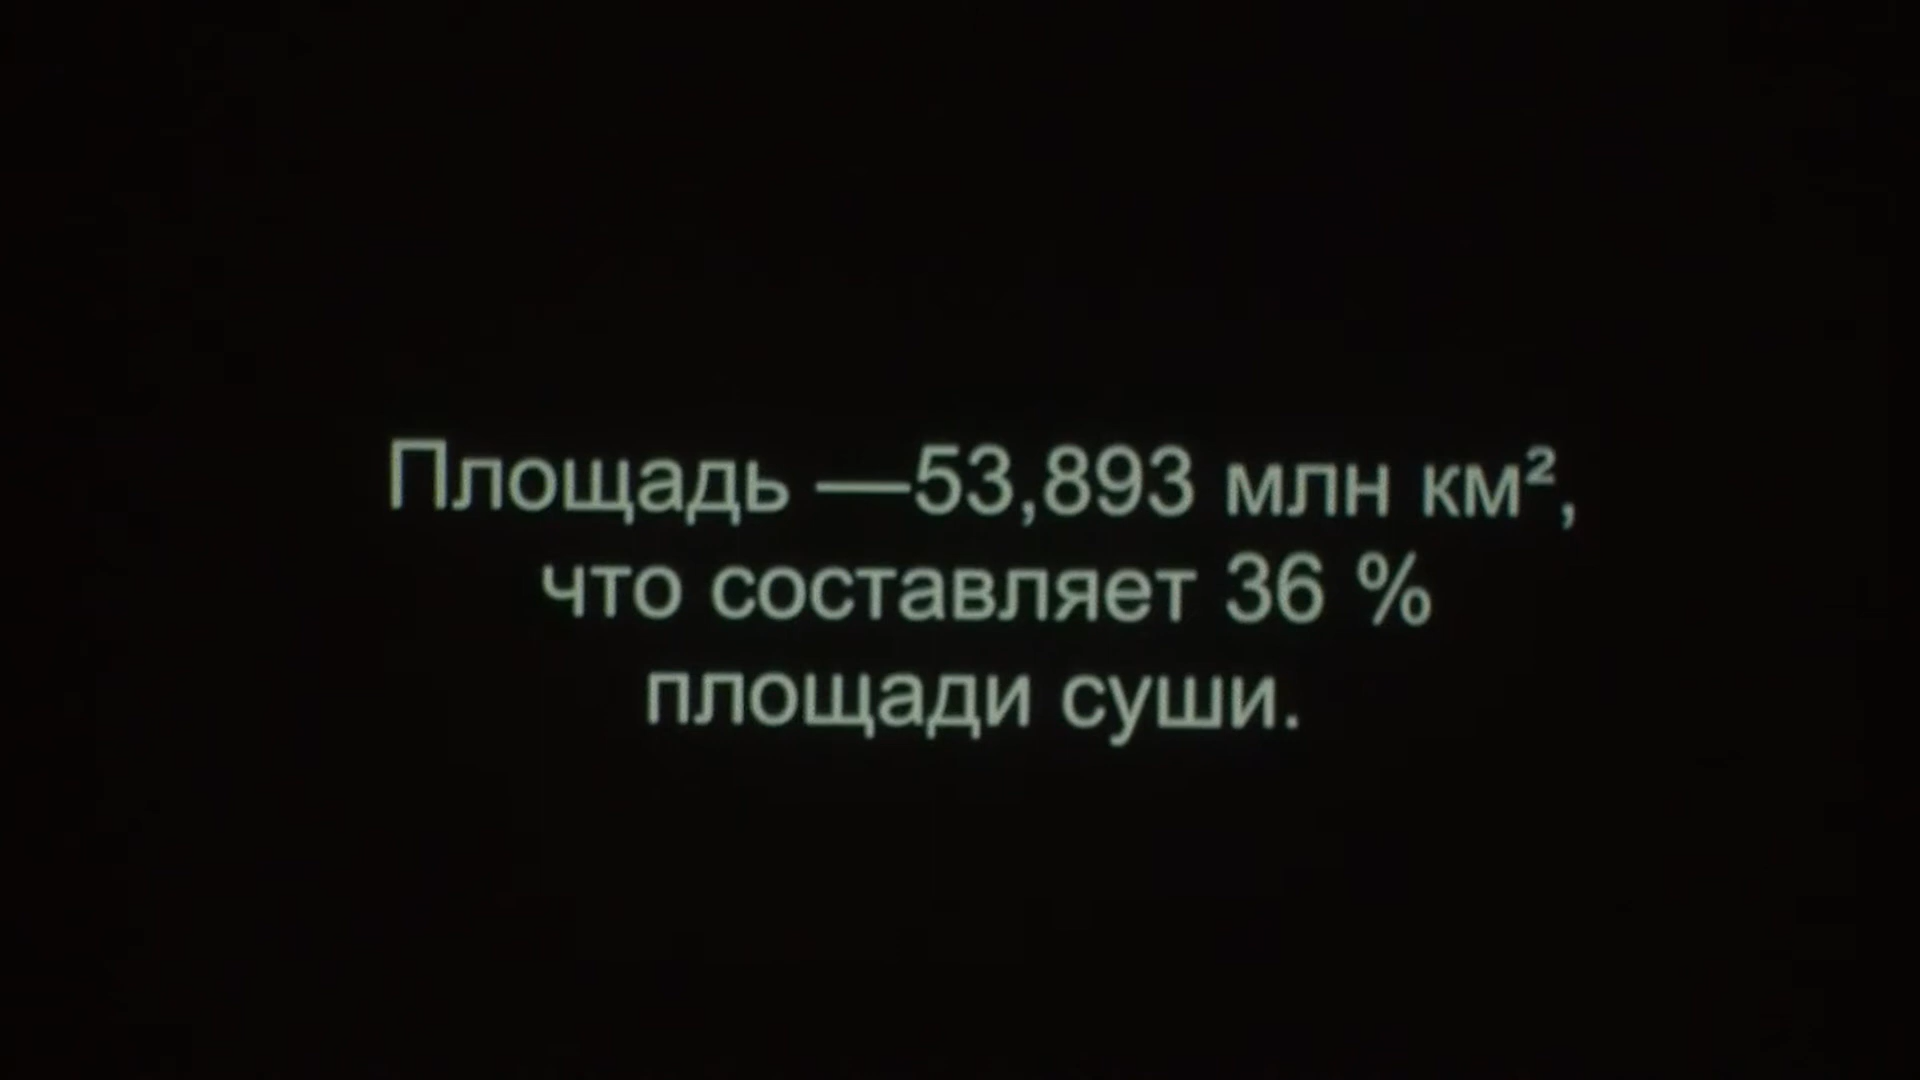 Площадь —53,893 млн км²,
что составляет 36 %
площади суши.